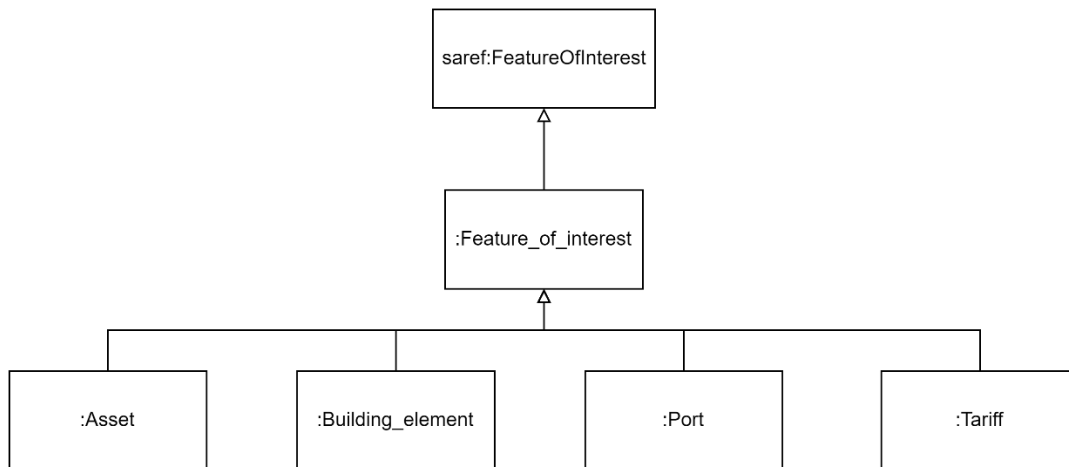 saref:FeatureOfInterest
:Feature_of_interest
:Asset
:Building_element
:Port
:Tariff